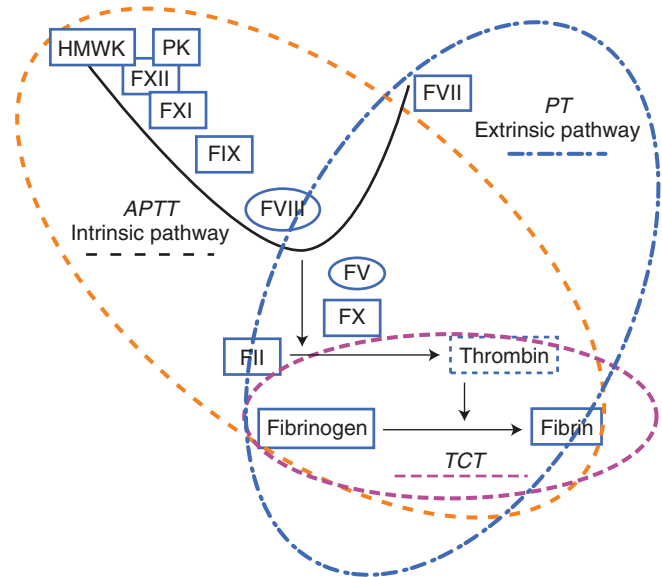 HMWK
PK
FXII
FXI
FIX
FVIII
FVII
PT
Extrinsic pathway
APTT
Intrinsic pathway
FV
FX
FII
Thrombin
Fibrinogen
Fibrin
TCT